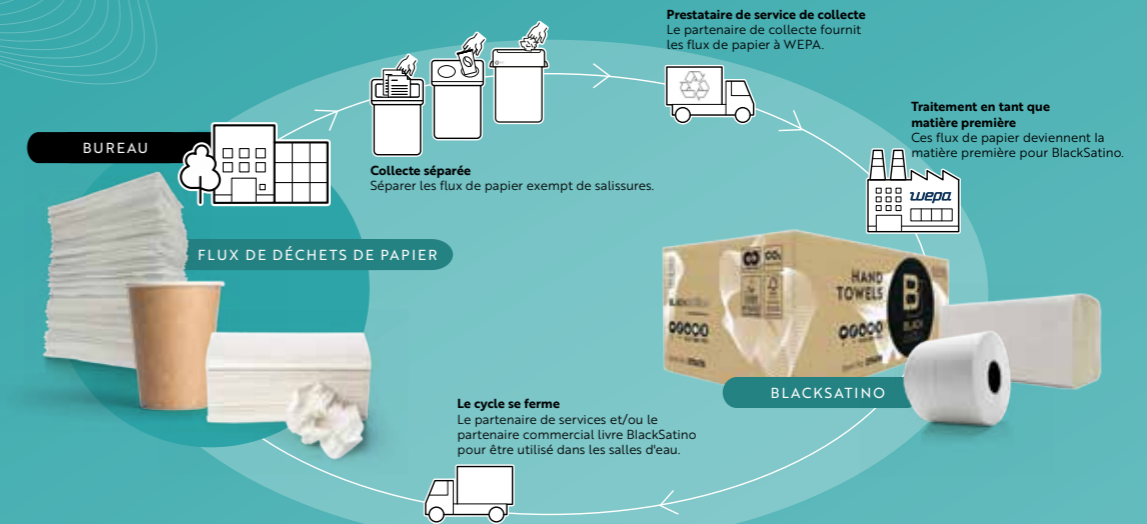 Prestataire de service de collecte
Le partenaire de collecte fournit
les flux de papier à WEPA.
Traitement en tant que
matière première
Ces flux de papier deviennent la
matière première pour BlackSatino.
BUREAU
Collecte séparée
Séparer les flux de papier exempt de salissures.
wepa
FLUX DE DÉCHETS DE PAPIER
HAND
TOWELS
B
BLACK
BLACKSATINO
Le cycle se ferme
Le partenaire de services et/ou le
partenaire commercial livre BlackSatino
pour être utilisé dans les salles d'eau.